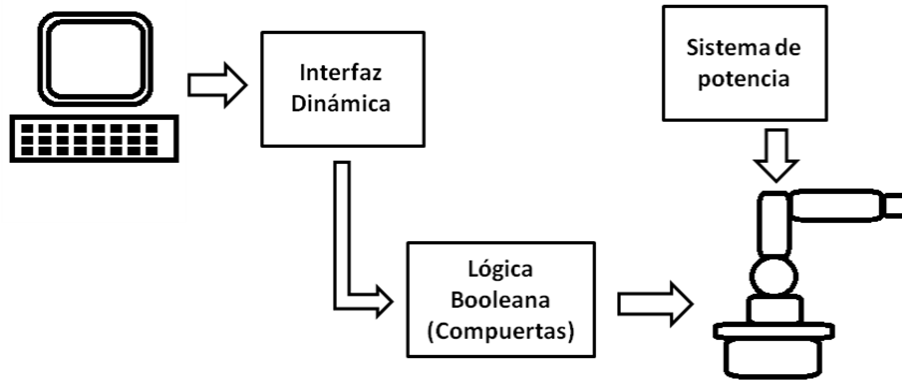 Interfaz
Dinámica
Sistema de
potencia
Lógica
Booleana
(Compuertas)